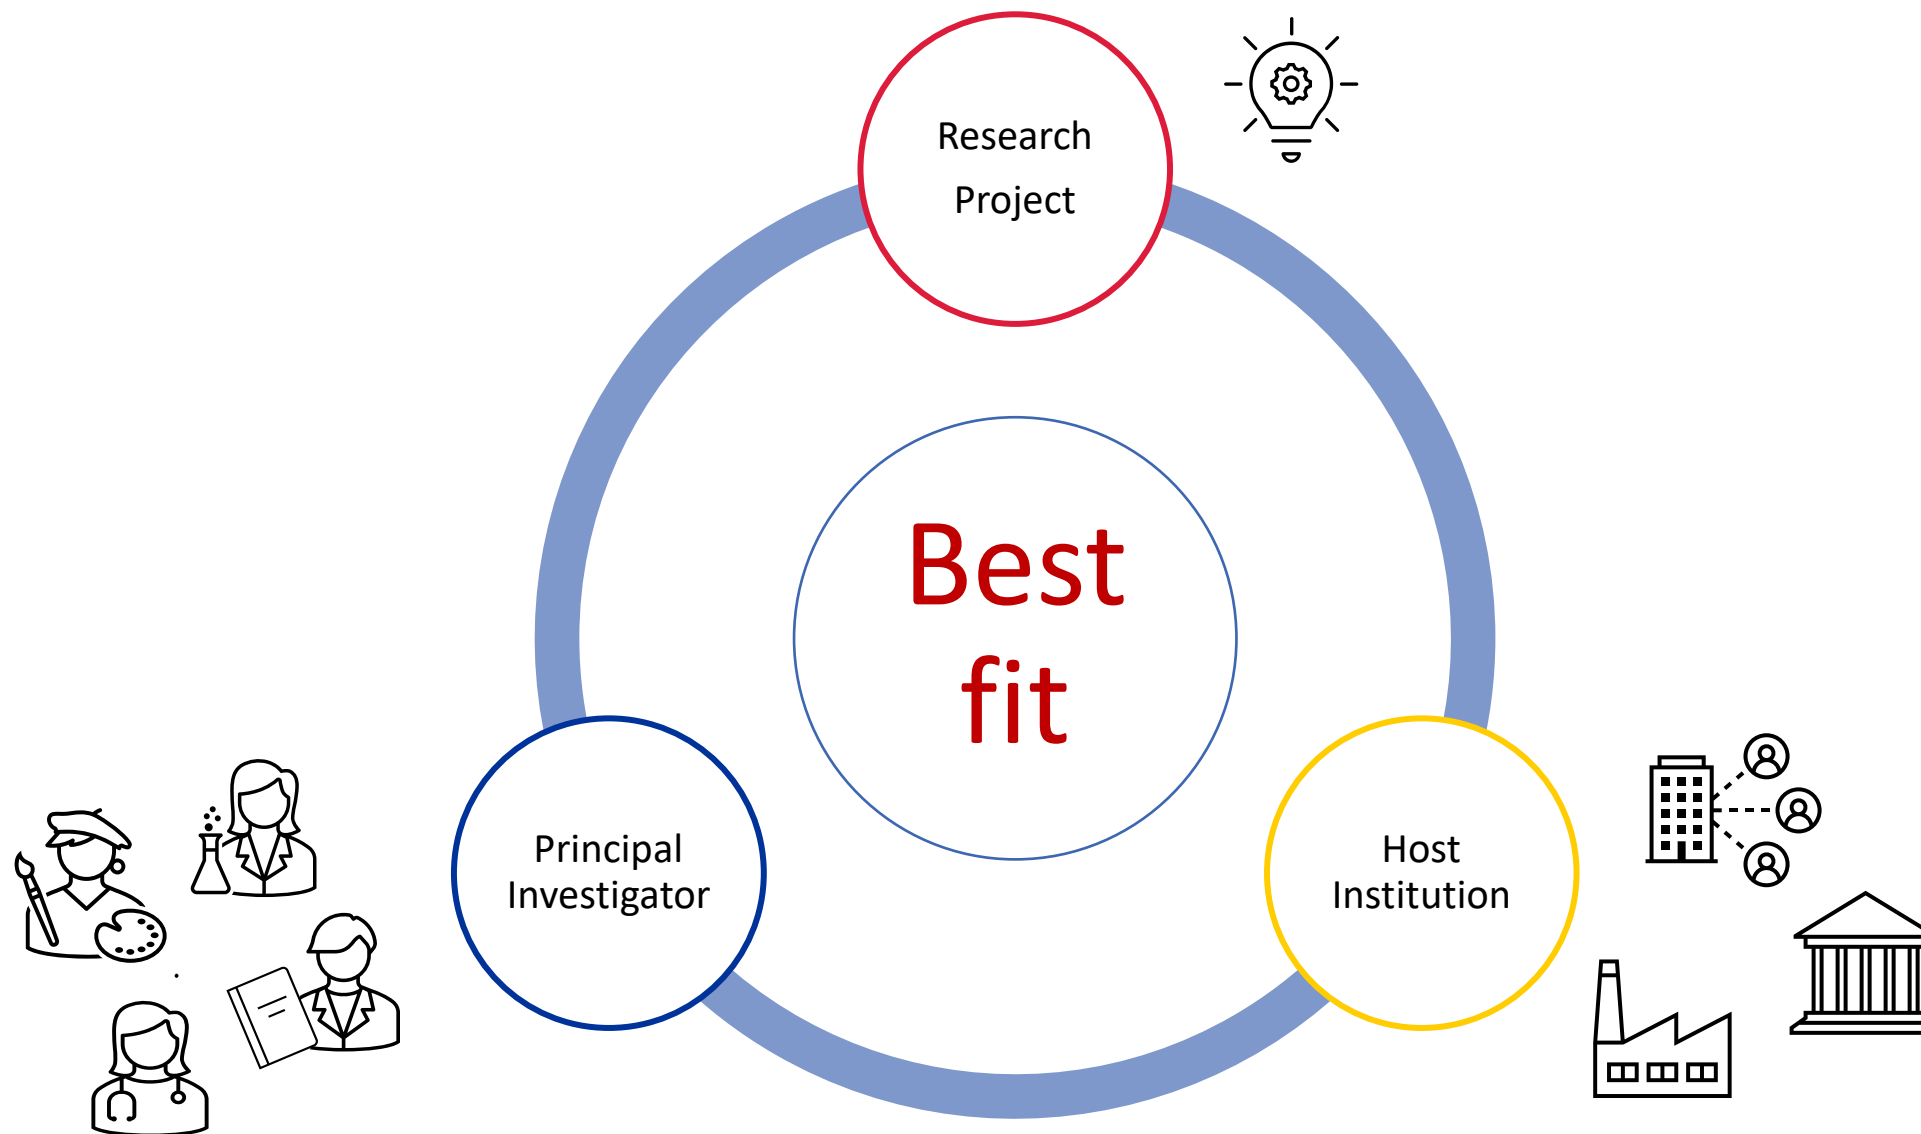 Research
Project
Best
fit
Principal
Investigator
Host
Institution